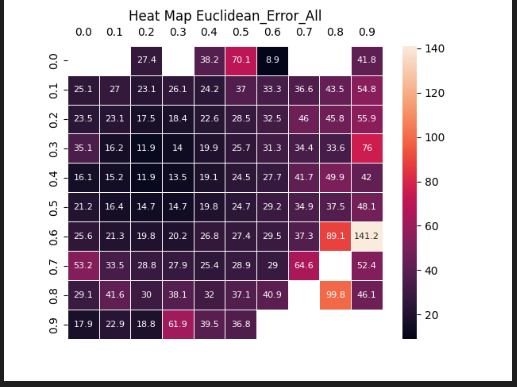 Heat Map Euclidean_Error_All
0.0 0.1 0.2 0.3 0.4 0.5 0.6 0.7 0.8 0.9
0.0 27.4 38.2 70.1 8.9 41.8
0.1 25.1 27 23.1 26.1 24.2 37 33.3 36.6 43.5 54.8
0.2 23.5 23.1 17.5 18.4 22.6 28.5 32.5 46 45.8 55.9
0.3 35.1 16.2 11.9 14 19.9 25.7 31.3 34.4 33.6 76
0.4 16.1 15.2 11.9 13.5 19.1 24.5 27.7 41.7 49.9 42
0.5 21.2 16.4 14.7 14.7 19.8 24.7 29.2 34.9 37.5 48.1
0.6 25.6 21.3 19.8 20.2 26.8 27.4 29.5 37.3 89.1 141.2
0.7 53.2 33.5 28.8 27.9 25.4 28.9 29 64.6 52.4
0.8 29.1 41.6 30 38.1 32 37.1 40.9 99.8 46.1
0.9 17.9 22.9 18.8 61.9 39.5 36.8
140
120
100
80
60
40
20